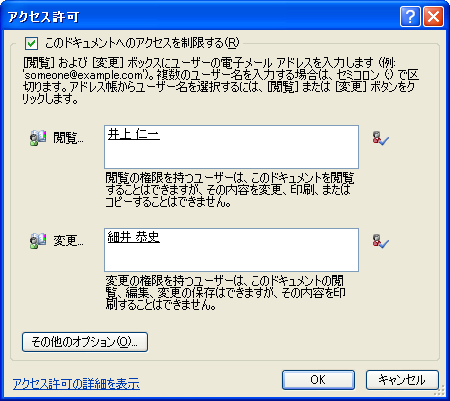 アクセス許可
このドキュメントへのアクセスを制限する(R)
[閲覧] および [変更] ボックスにユーザーの電子メール アドレスを入力します (例:
'someone@example.com')。複数のユーザー名を入力する場合は、セミコロン (;) で区
切ります。アドレス帳からユーザー名を選択するには、[閲覧] または [変更] ボタンをク
リックします。
閲覧...
井上 仁一
閲覧の権限を持つユーザーは、このドキュメントを閲覧
することはできますが、その内容を変更、印刷、または
コピーすることはできません。
変更...
細井 恭史
変更の権限を持つユーザーは、このドキュメントの閲
覧、編集、変更の保存はできますが、その内容を印
刷することはできません。
その他のオプション(O)...
アクセス許可の詳細を表示
OK
キャンセル